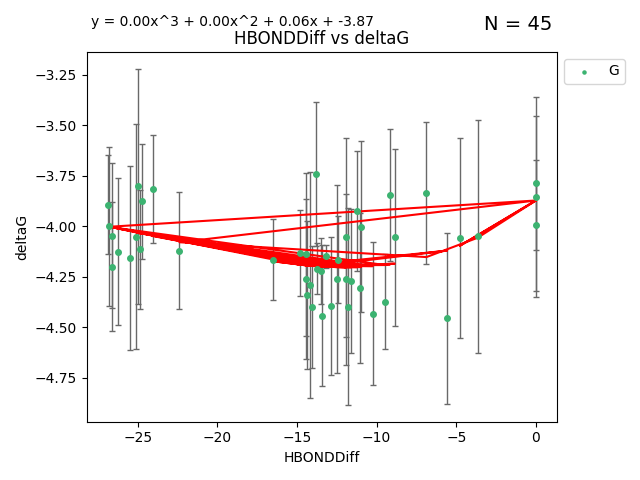 y = 0.00x^3 + 0.00x^2 + 0.06x + -3.87
N = 45
HBONDDiff vs deltaG
G
deltaG
−3.25
−3.50
−3.75
−4.00
−4.25
−4.50
−4.75
−25
−20
−15
−10
−5
0
HBONDDiff